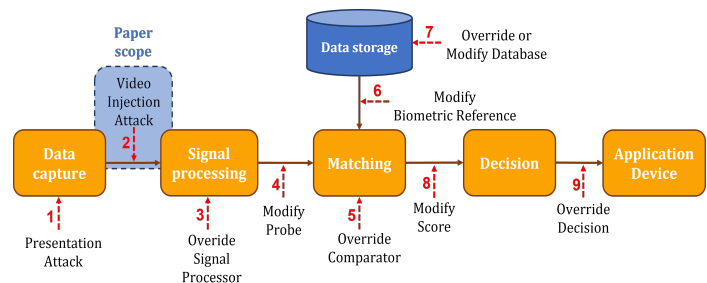 Paper
scope
Video
Injection
Attack
2
Data storage
7
Override or
Modify Database
6
Modify
Biometric Reference
Data
capture
Signal
processing
Matching
Decision
Application
Device
1
Presentation
Attack
3
Overide
Signal
Processor
4
Modify
Probe
5
Override
Comparator
8
Modify
Score
9
Override
Decision